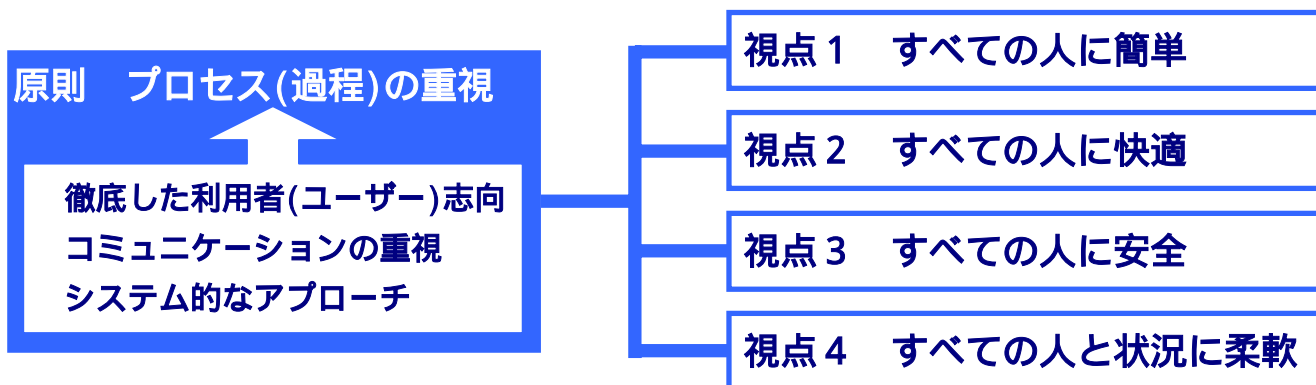 原則　プロセス(過程)の重視
徹底した利用者(ユーザー)志向
コミュニケーションの重視
システム的なアプローチ
視点１　すべての人に簡単
視点２　すべての人に快適
視点３　すべての人に安全
視点４　すべての人と状況に柔軟